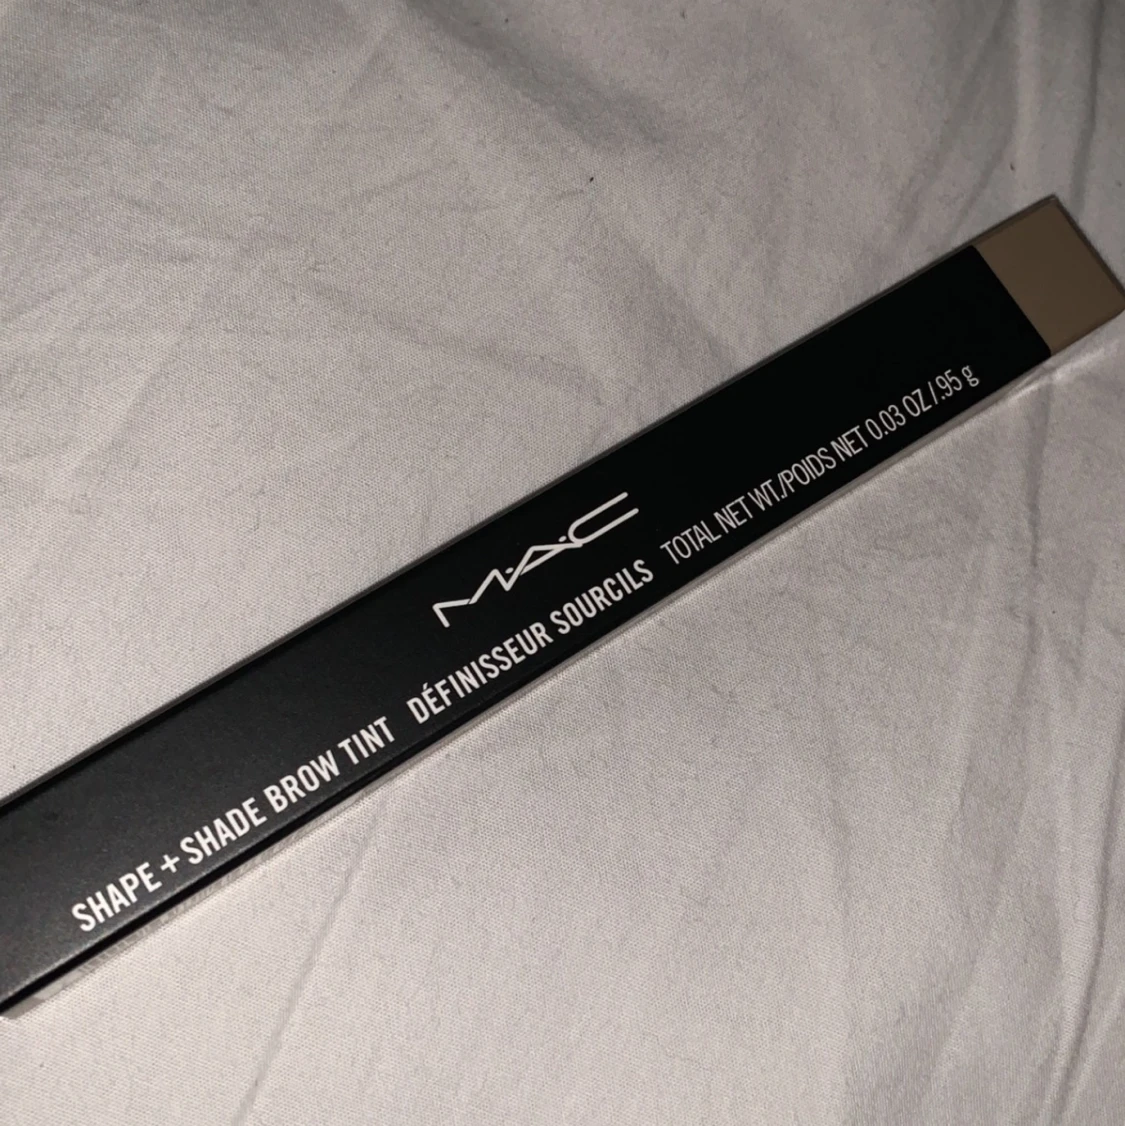 M·A·C
SHAPE + SHADE BROW TINT DÉFINISSEUR SOURCILS TOTAL NET WT./POIDS NET 0.03 OZ/.95 g